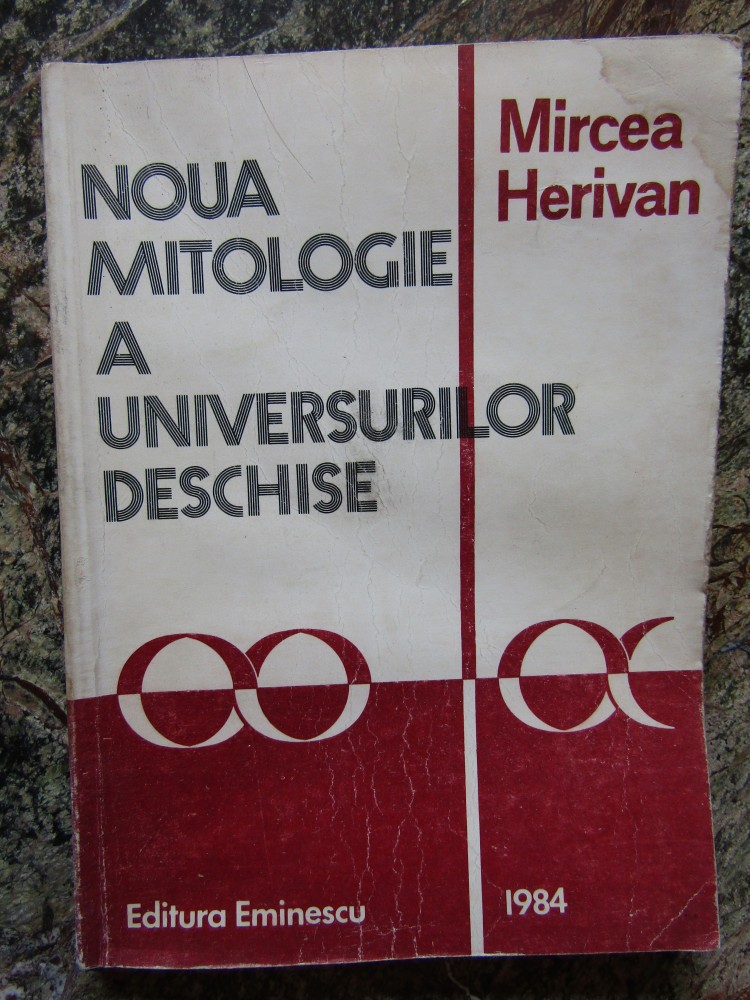 Mircea
Herivan
NOUA
MITOLOGIE
A
UNIVERSURILOR
DESCHISE
Editura Eminescu
1984